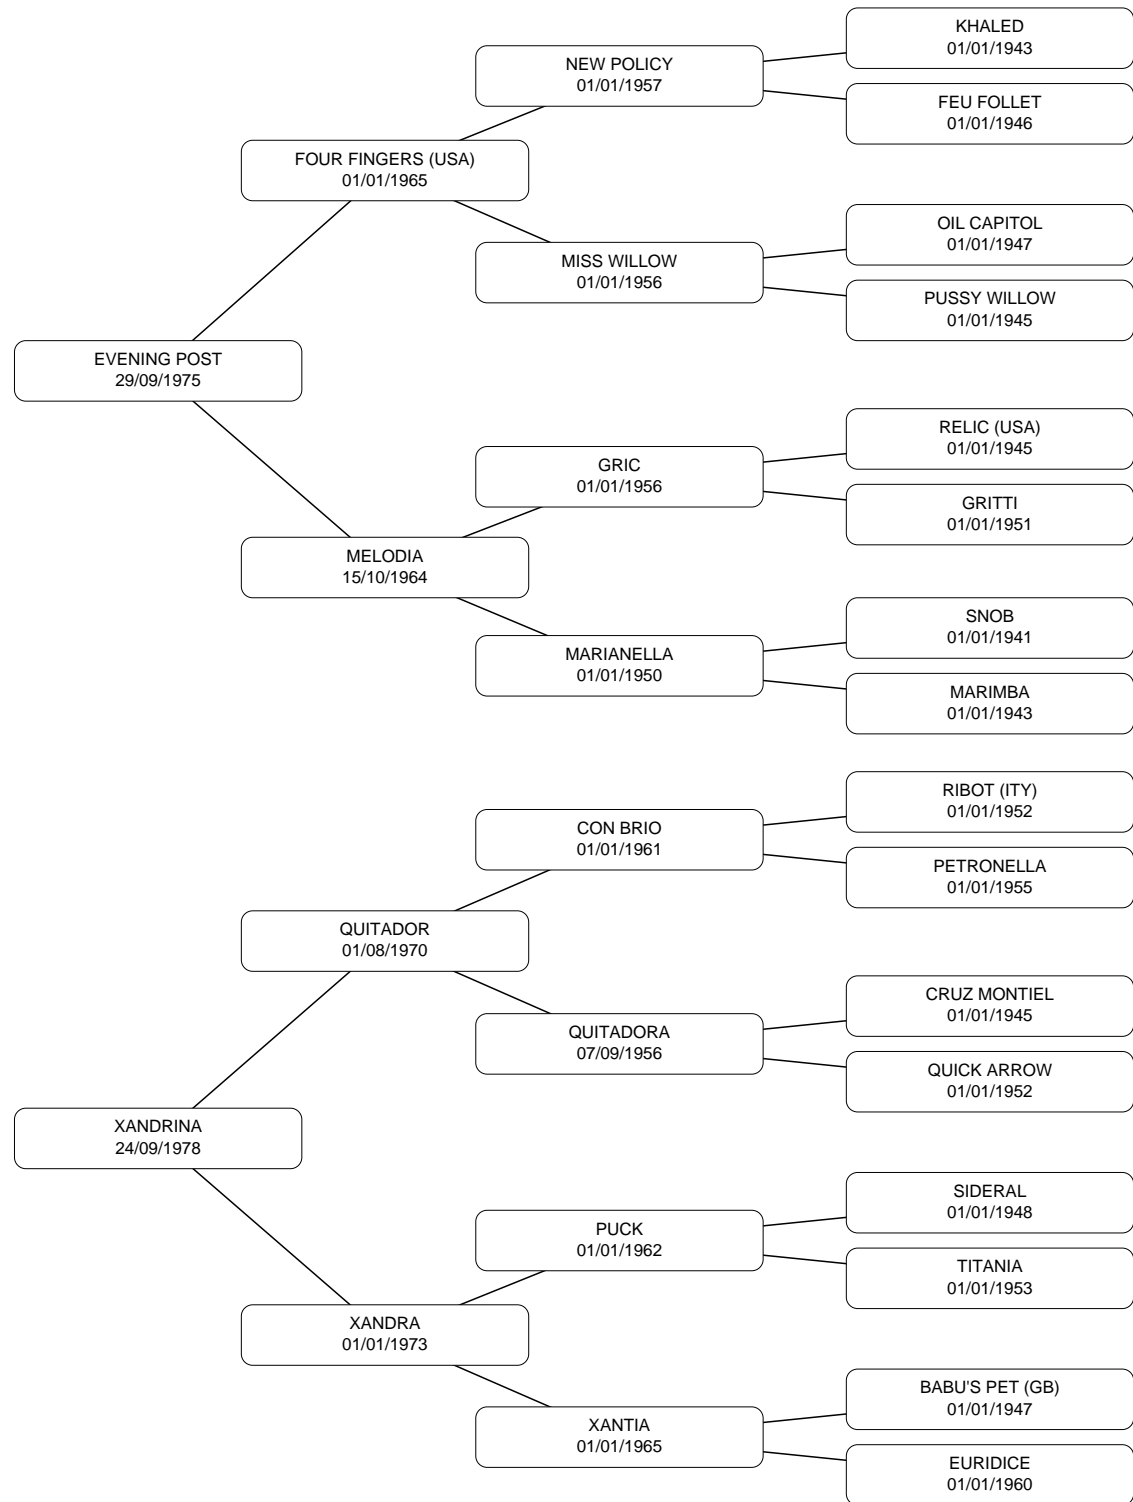 KHALED
01/01/1943
NEW POLICY
01/01/1957
FEU FOLLET
01/01/1946
FOUR FINGERS (USA)
01/01/1965
OIL CAPITOL
01/01/1947
MISS WILLOW
01/01/1956
PUSSY WILLOW
01/01/1945
EVENING POST
29/09/1975
RELIC (USA)
01/01/1945
GRIC
01/01/1956
GRITTI
01/01/1951
MELODIA
15/10/1964
SNOB
01/01/1941
MARIANELLA
01/01/1950
MARIMBA
01/01/1943
RIBOT (ITY)
01/01/1952
CON BRIO
01/01/1961
PETRONELLA
01/01/1955
QUITADOR
01/08/1970
CRUZ MONTIEL
01/01/1945
QUITADORA
07/09/1956
QUICK ARROW
01/01/1952
XANDRINA
24/09/1978
SIDERAL
01/01/1948
PUCK
01/01/1962
TITANIA
01/01/1953
XANDRA
01/01/1973
BABU'S PET (GB)
01/01/1947
XANTIA
01/01/1965
EURIDICE
01/01/1960